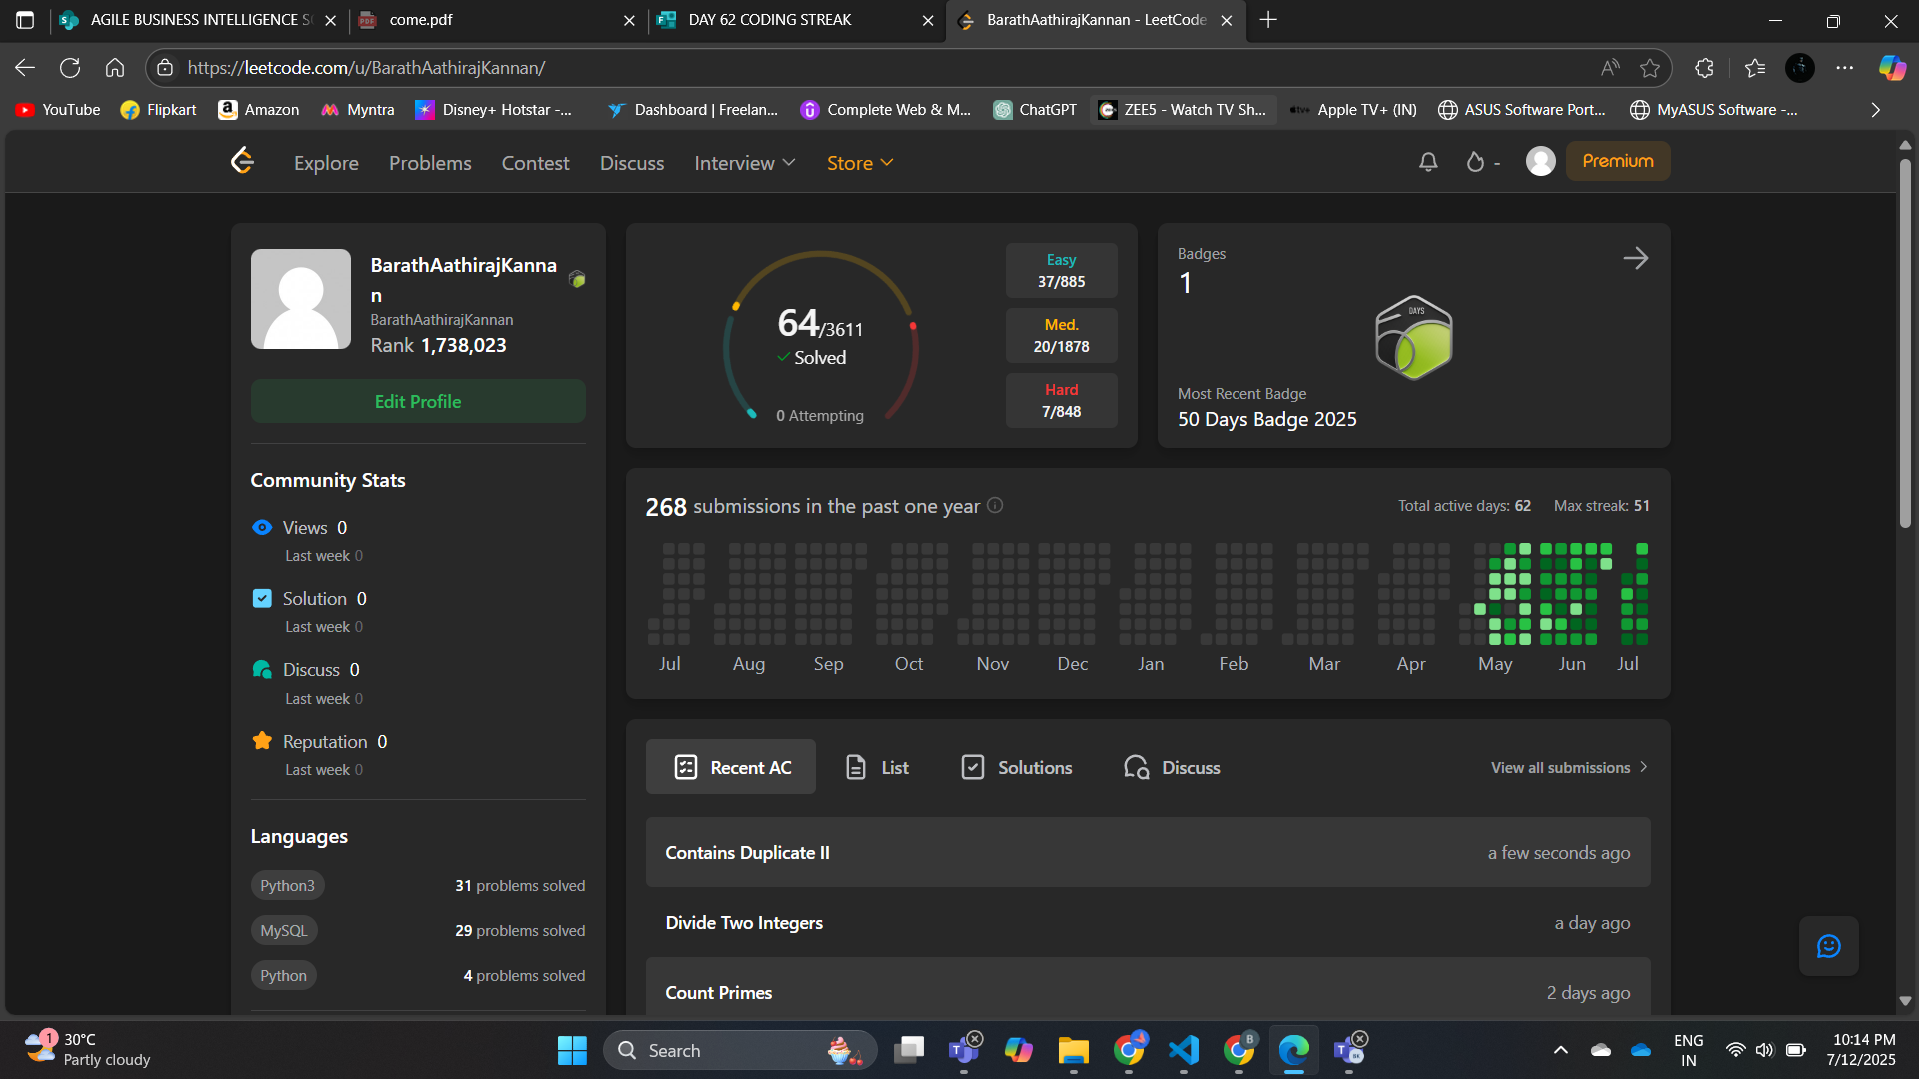 AGILE BUSINESS INTELLIGENCE S
come.pdf
DAY 62 CODING STREAK
BarathAathirajKannan - LeetCode
https://leetcode.com/u/BarathAathirajKannan/
YouTube
Flipkart
Amazon
Myntra
Disney+ Hotstar -...
Dashboard | Freelan...
Complete Web & M...
ChatGPT
ZEE5 - Watch TV Sh...
Apple TV+ (IN)
ASUS Software Port...
MyASUS Software -...
Explore
Problems
Contest
Discuss
Interview
Store
-
Premium
BarathAathirajKanna
n
BarathAathirajKannan
Rank 1,738,023
Edit Profile
Community Stats
Views 0
Last week 0
Solution 0
Last week 0
Discuss 0
Last week 0
Reputation 0
Last week 0
Languages
Python3 31 problems solved
MySQL 29 problems solved
Python 4 problems solved
64/3611
Solved
0 Attempting
Easy
37/885
Med.
20/1878
Hard
7/848
Badges
1
DAYS
Most Recent Badge
50 Days Badge 2025
268 submissions in the past one year
Total active days: 62 Max streak: 51
Jul Aug Sep Oct Nov Dec Jan Feb Mar Apr May Jun Jul
Recent AC
List
Solutions
Discuss
View all submissions
Contains Duplicate II a few seconds ago
Divide Two Integers a day ago
Count Primes 2 days ago
1
30°C
Partly cloudy
Search
ENG
IN
10:14 PM
7/12/2025